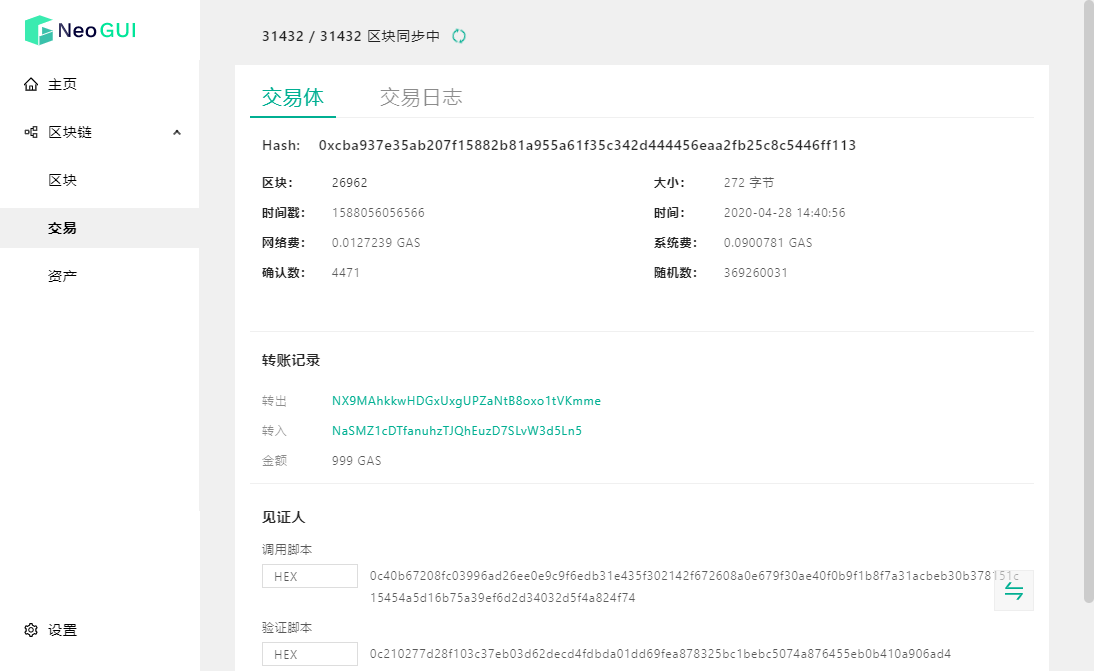 Neo GUI
主页
区块链
区块
交易
资产
设置
31432 / 31432 区块同步中
交易体 交易日志
Hash: 0xcba937e35ab207f15882b81a955a61f35c342d444456eaa2fb25c8c5446ff113
区块: 26962 大小: 272 字节
时间戳: 1588056056566 时间: 2020-04-28 14:40:56
网络费: 0.0127239 GAS 系统费: 0.0900781 GAS
确认数: 4471 随机数: 369260031
转账记录
转出 NX9MAhkkwHDGxUxgUPZaNtB8oxo1tVKmme
转入 NaSMZ1cDTfanuhzTJQhEuzD7SLvW3d5Ln5
金额 999 GAS
见证人
调用脚本
HEX 0c40b67208fc03996ad26ee0e9c9f6edb31e435f302142f672608a0e679f30ae40f0b9f1b8f7a31acbeb30b378151c
15454a5d16b75a39ef6d2d34032d5f4a824f74
验证脚本
HEX 0c210277d28f103c37eb03d62decd4fdbda01dd69fea878325bc1bebc5074a876455eb0b410a906ad4